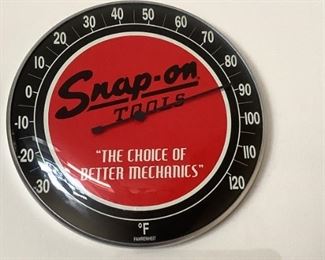 -30 -20 -10 0 10 20 30 40 50 60 70 80 90 100 110 120
Snap-on
TOOLS
"THE CHOICE OF
BETTER MECHANICS"
°F
FAHRENHEIT